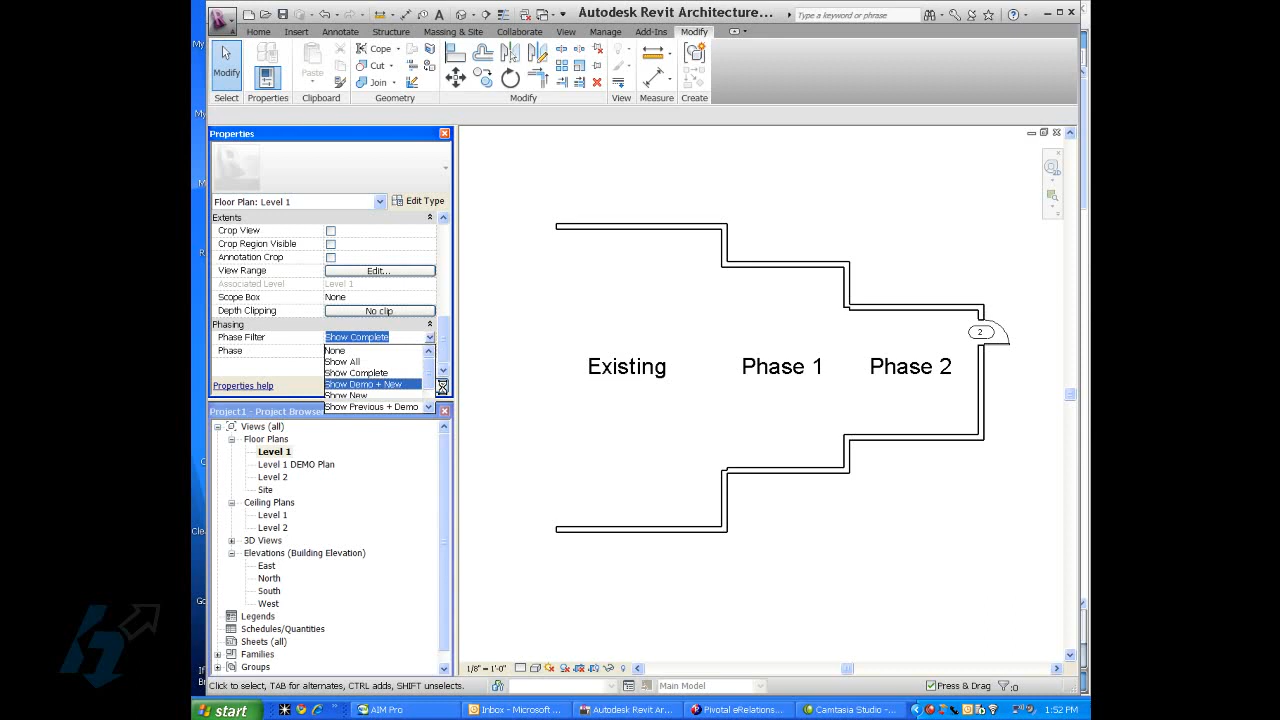 Autodesk Revit Architecture...
Type a keyword or phrase
Home Insert Annotate Structure Massing & Site Collaborate View Manage Add-Ins Modify
Modify
Paste
Cope
Cut
Join
Select Properties Clipboard Geometry Modify View Measure Create
Properties
Floor Plan: Level 1
Edit Type
Extents
Crop View
Crop Region Visible
Annotation Crop
View Range Edit...
Associated Level Level 1
Scope Box None
Depth Clipping No clip
Phasing
Phase Filter Show Complete
Phase
None
Show All
Show Complete
Show Demo + New
Show New
Show Previous + Demo
Properties help
Project1 - Project Browser
Views (all)
Floor Plans
Level 1
Level 1 DEMO Plan
Level 2
Site
Ceiling Plans
Level 1
Level 2
3D Views
Elevations (Building Elevation)
East
North
South
West
Legends
Schedules/Quantities
Sheets (all)
Families
Groups
Existing
Phase 1
Phase 2
2
1/8" = 1'-0"
Click to select, TAB for alternates, CTRL adds, SHIFT unselects.
Main Model
Press & Drag
:0
start
AIM Pro
Inbox - Microsoft ...
Autodesk Revit Ar...
Pivotal eRelations...
Camtasia Studio -...
1:52 PM